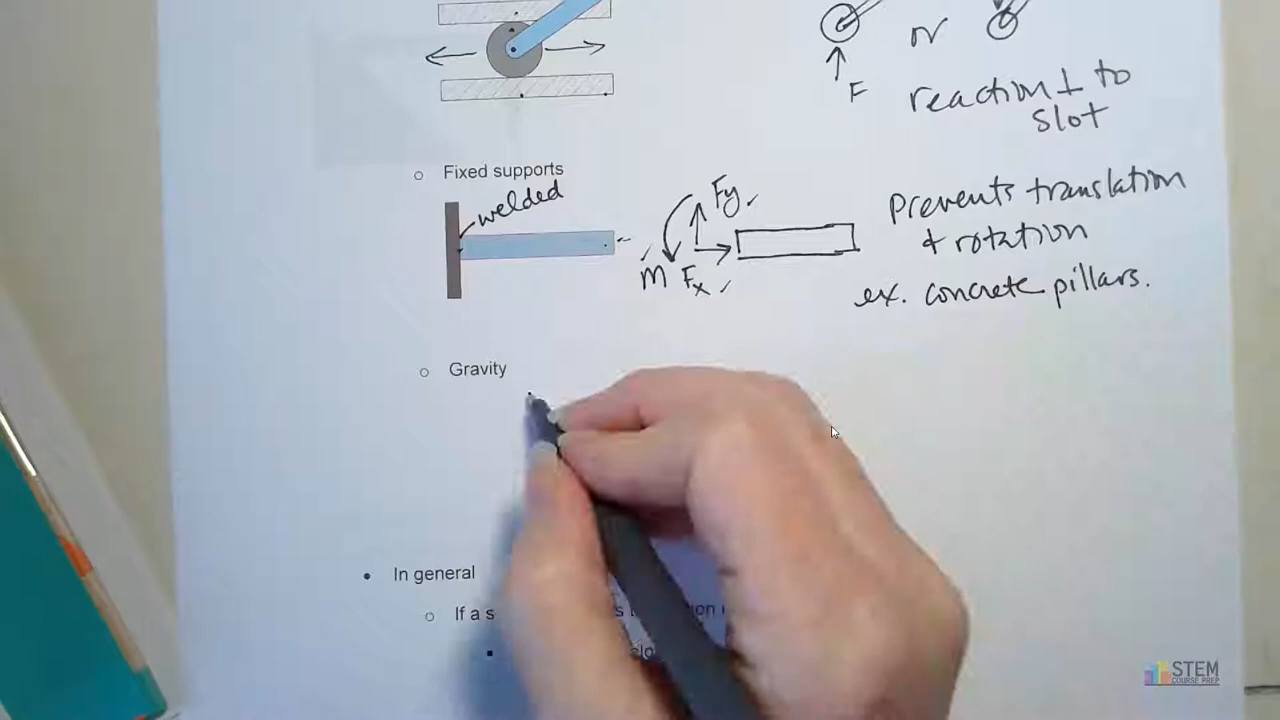 or
F
reaction ⊥ to
slot
Fixed supports
welded
Fy
M Fx
Prevents translation
& rotation
ex. concrete pillars.
Gravity
In general
If a s
STEM
COURSE PREP